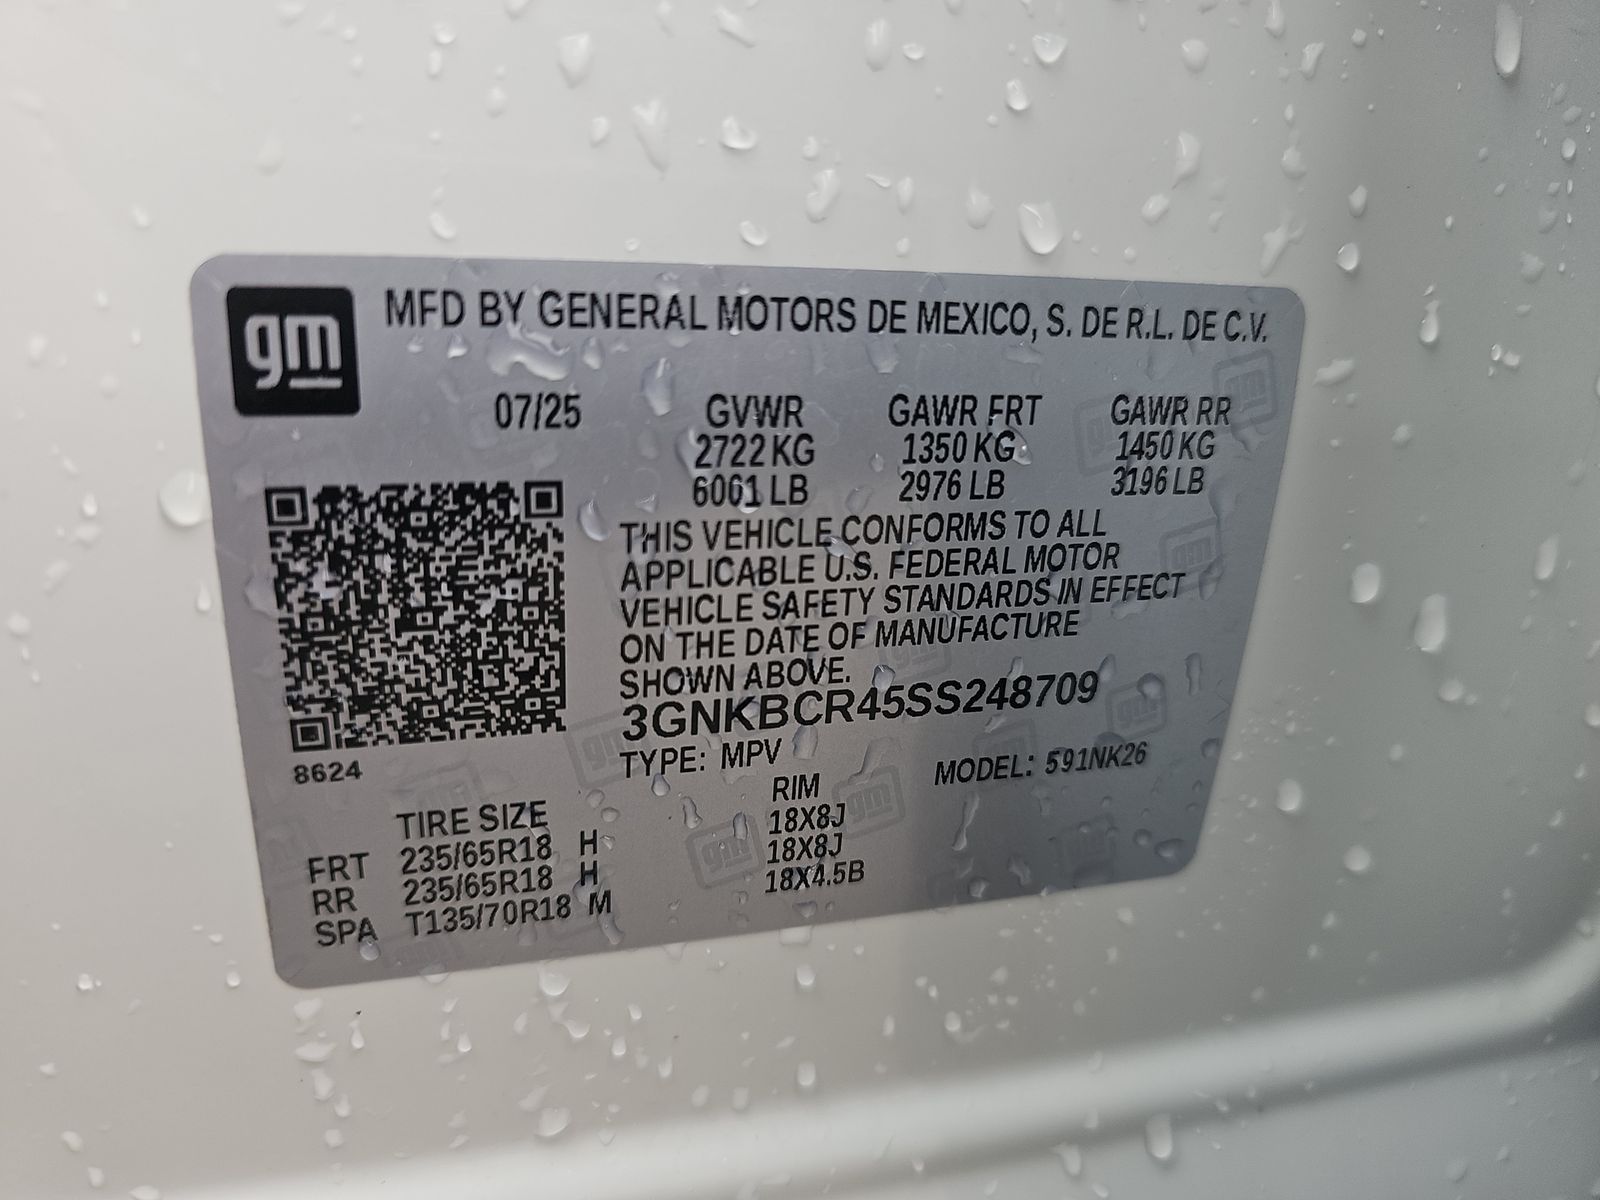 gm
MFD BY GENERAL MOTORS DE MEXICO, S. DE R.L. DE C.V.
07/25 GVWR GAWR FRT GAWR RR
2722 KG 1350 KG 1450 KG
6001 LB 2976 LB 3196 LB
THIS VEHICLE CONFORMS TO ALL
APPLICABLE U.S. FEDERAL MOTOR
VEHICLE SAFETY STANDARDS IN EFFECT
ON THE DATE OF MANUFACTURE
SHOWN ABOVE.
3GNKBCR45SS248709
TYPE: MPV MODEL: 591NK26
8624
TIRE SIZE RIM
FRT 235/65R18 H 18X8J
RR 235/65R18 H 18X8J
SPA T135/70R18 M 18X4.5B